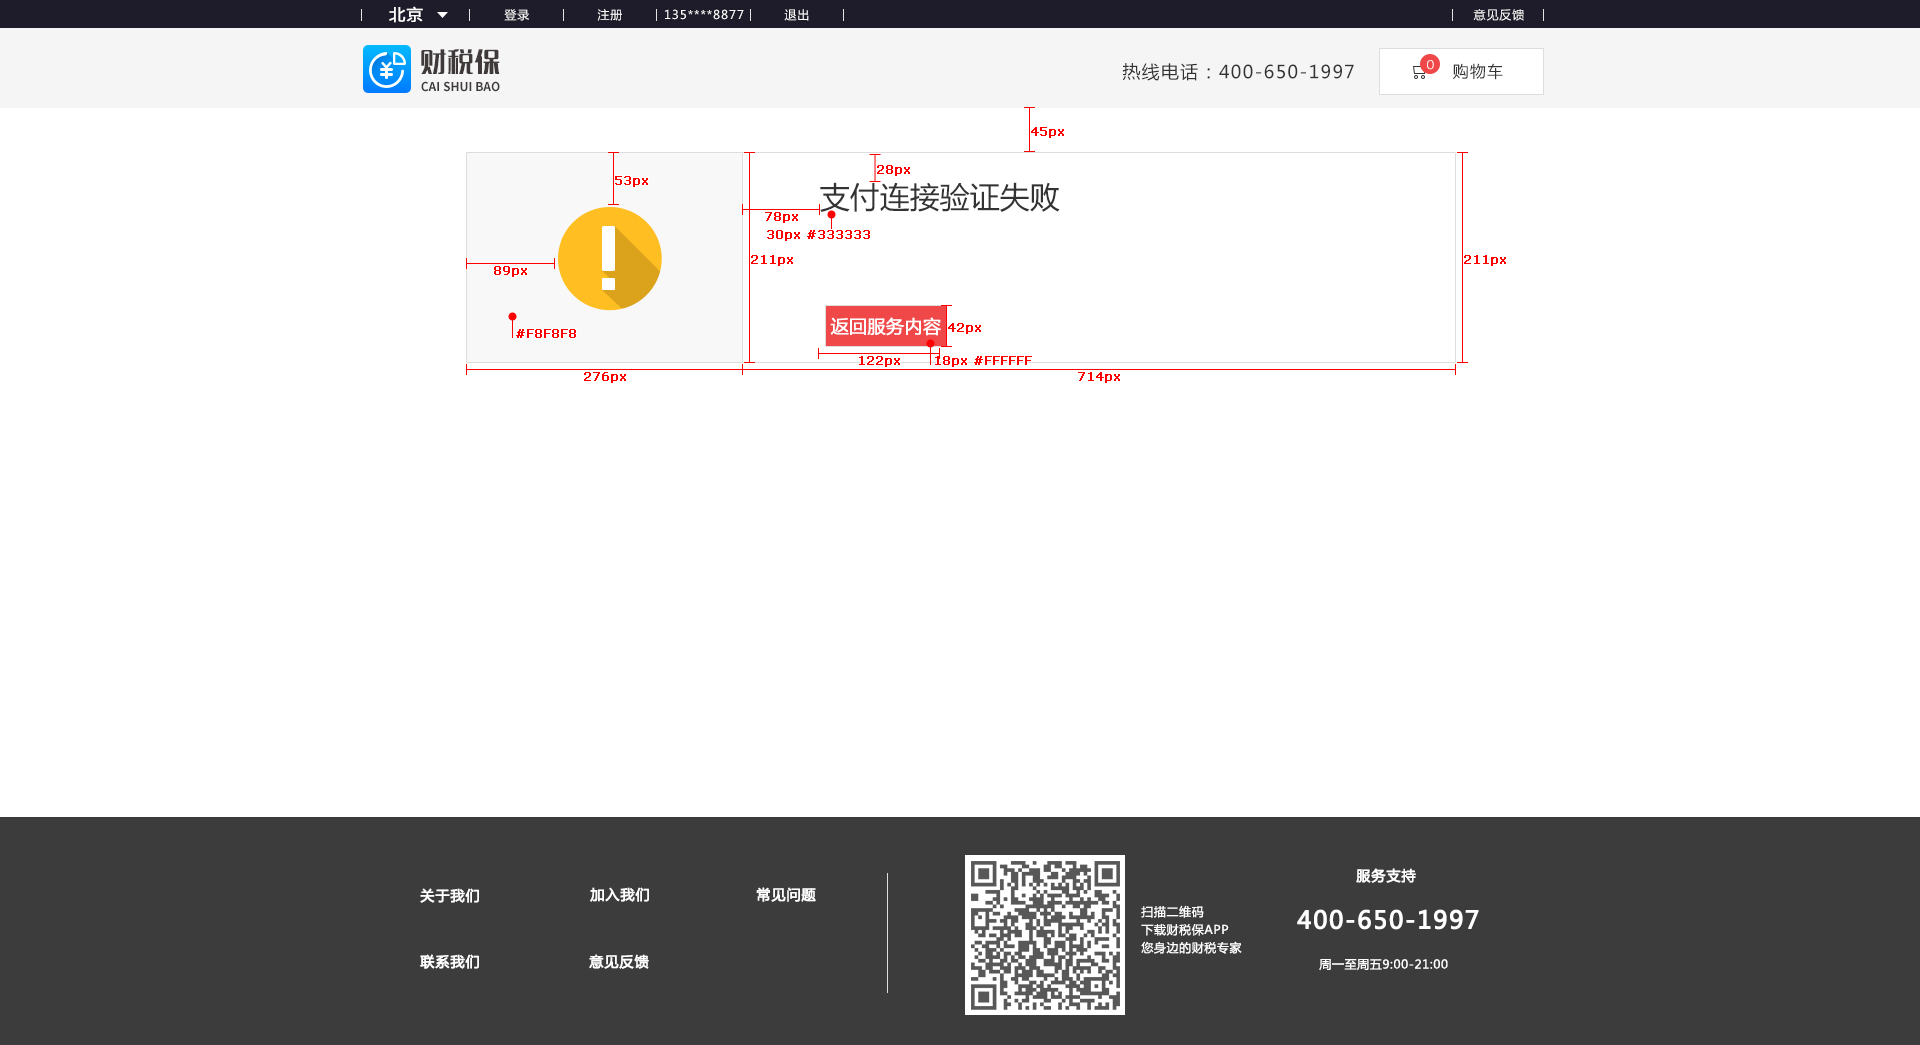 北京
登录
注册
135****8877
退出
意见反馈
财税保
CAI SHUI BAO
热线电话：400-650-1997
0
购物车
45px
53px
28px
支付连接验证失败
78px
30px #333333
211px
211px
89px
#F8F8F8
返回服务内容
42px
122px
18px #FFFFFF
276px
714px
关于我们
加入我们
常见问题
联系我们
意见反馈
扫描二维码
下载财税保APP
您身边的财税专家
服务支持
400-650-1997
周一至周五9:00-21:00